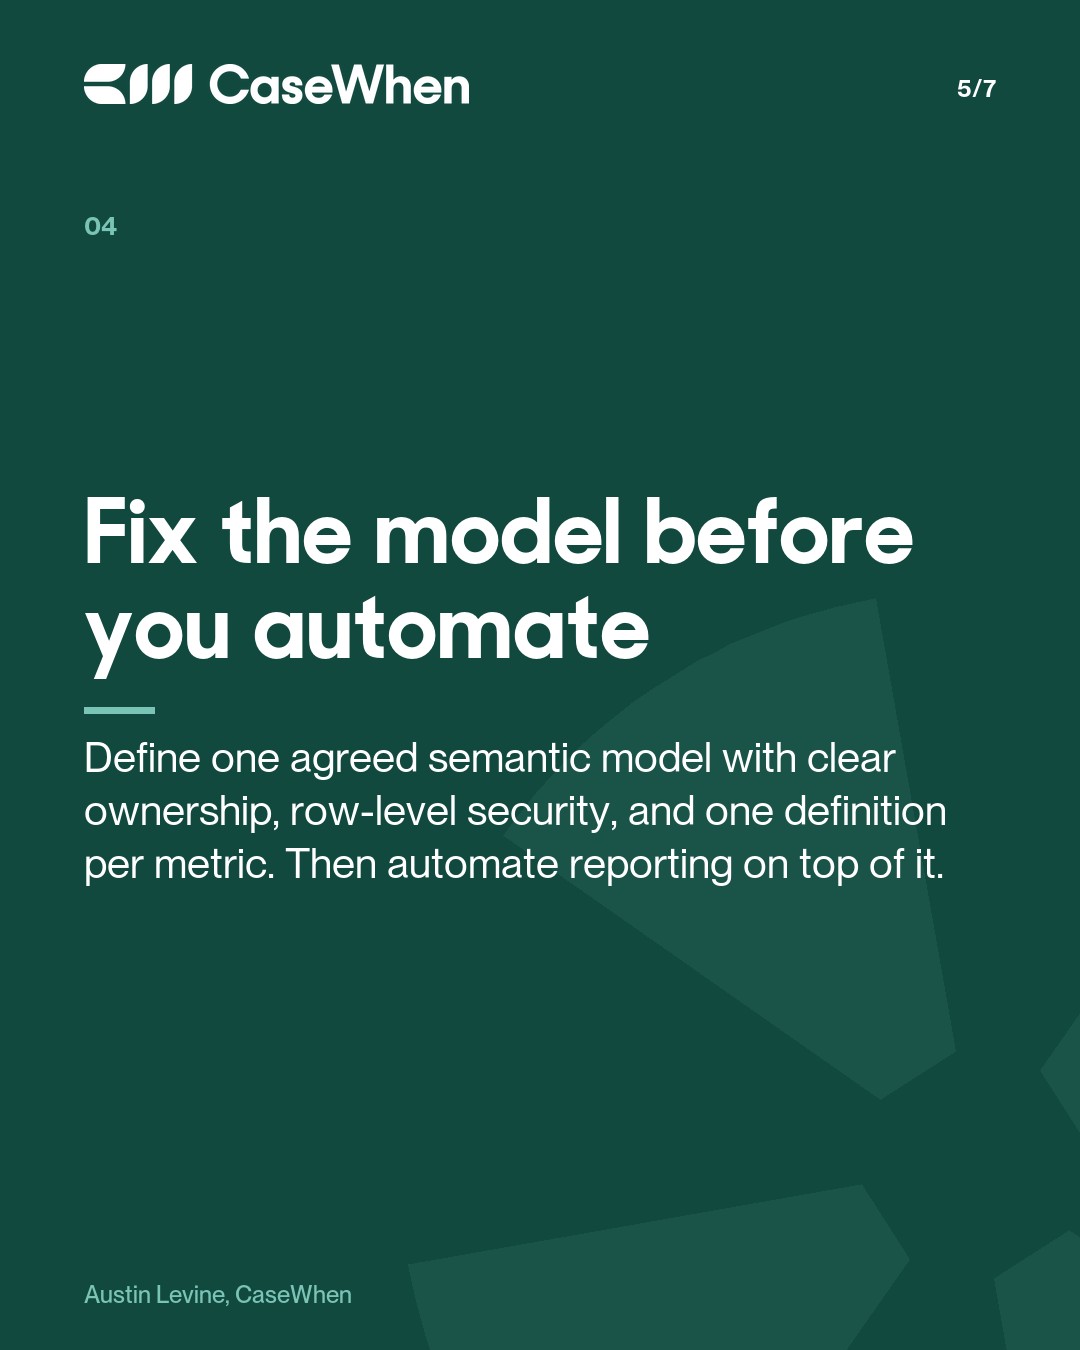 CaseWhen
5/7
04
Fix the model before
you automate
Define one agreed semantic model with clear
ownership, row-level security, and one definition
per metric. Then automate reporting on top of it.
Austin Levine, CaseWhen